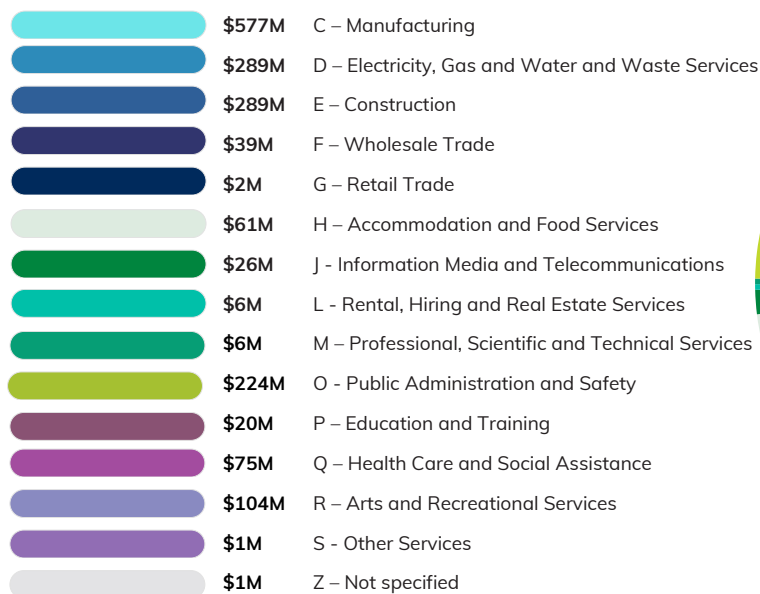 $577M C – Manufacturing
$289M D – Electricity, Gas and Water and Waste Services
$289M E – Construction
$39M F – Wholesale Trade
$2M G – Retail Trade
$61M H – Accommodation and Food Services
$26M J - Information Media and Telecommunications
$6M L - Rental, Hiring and Real Estate Services
$6M M – Professional, Scientific and Technical Services
$224M O - Public Administration and Safety
$20M P – Education and Training
$75M Q – Health Care and Social Assistance
$104M R – Arts and Recreational Services
$1M S - Other Services
$1M Z – Not specified